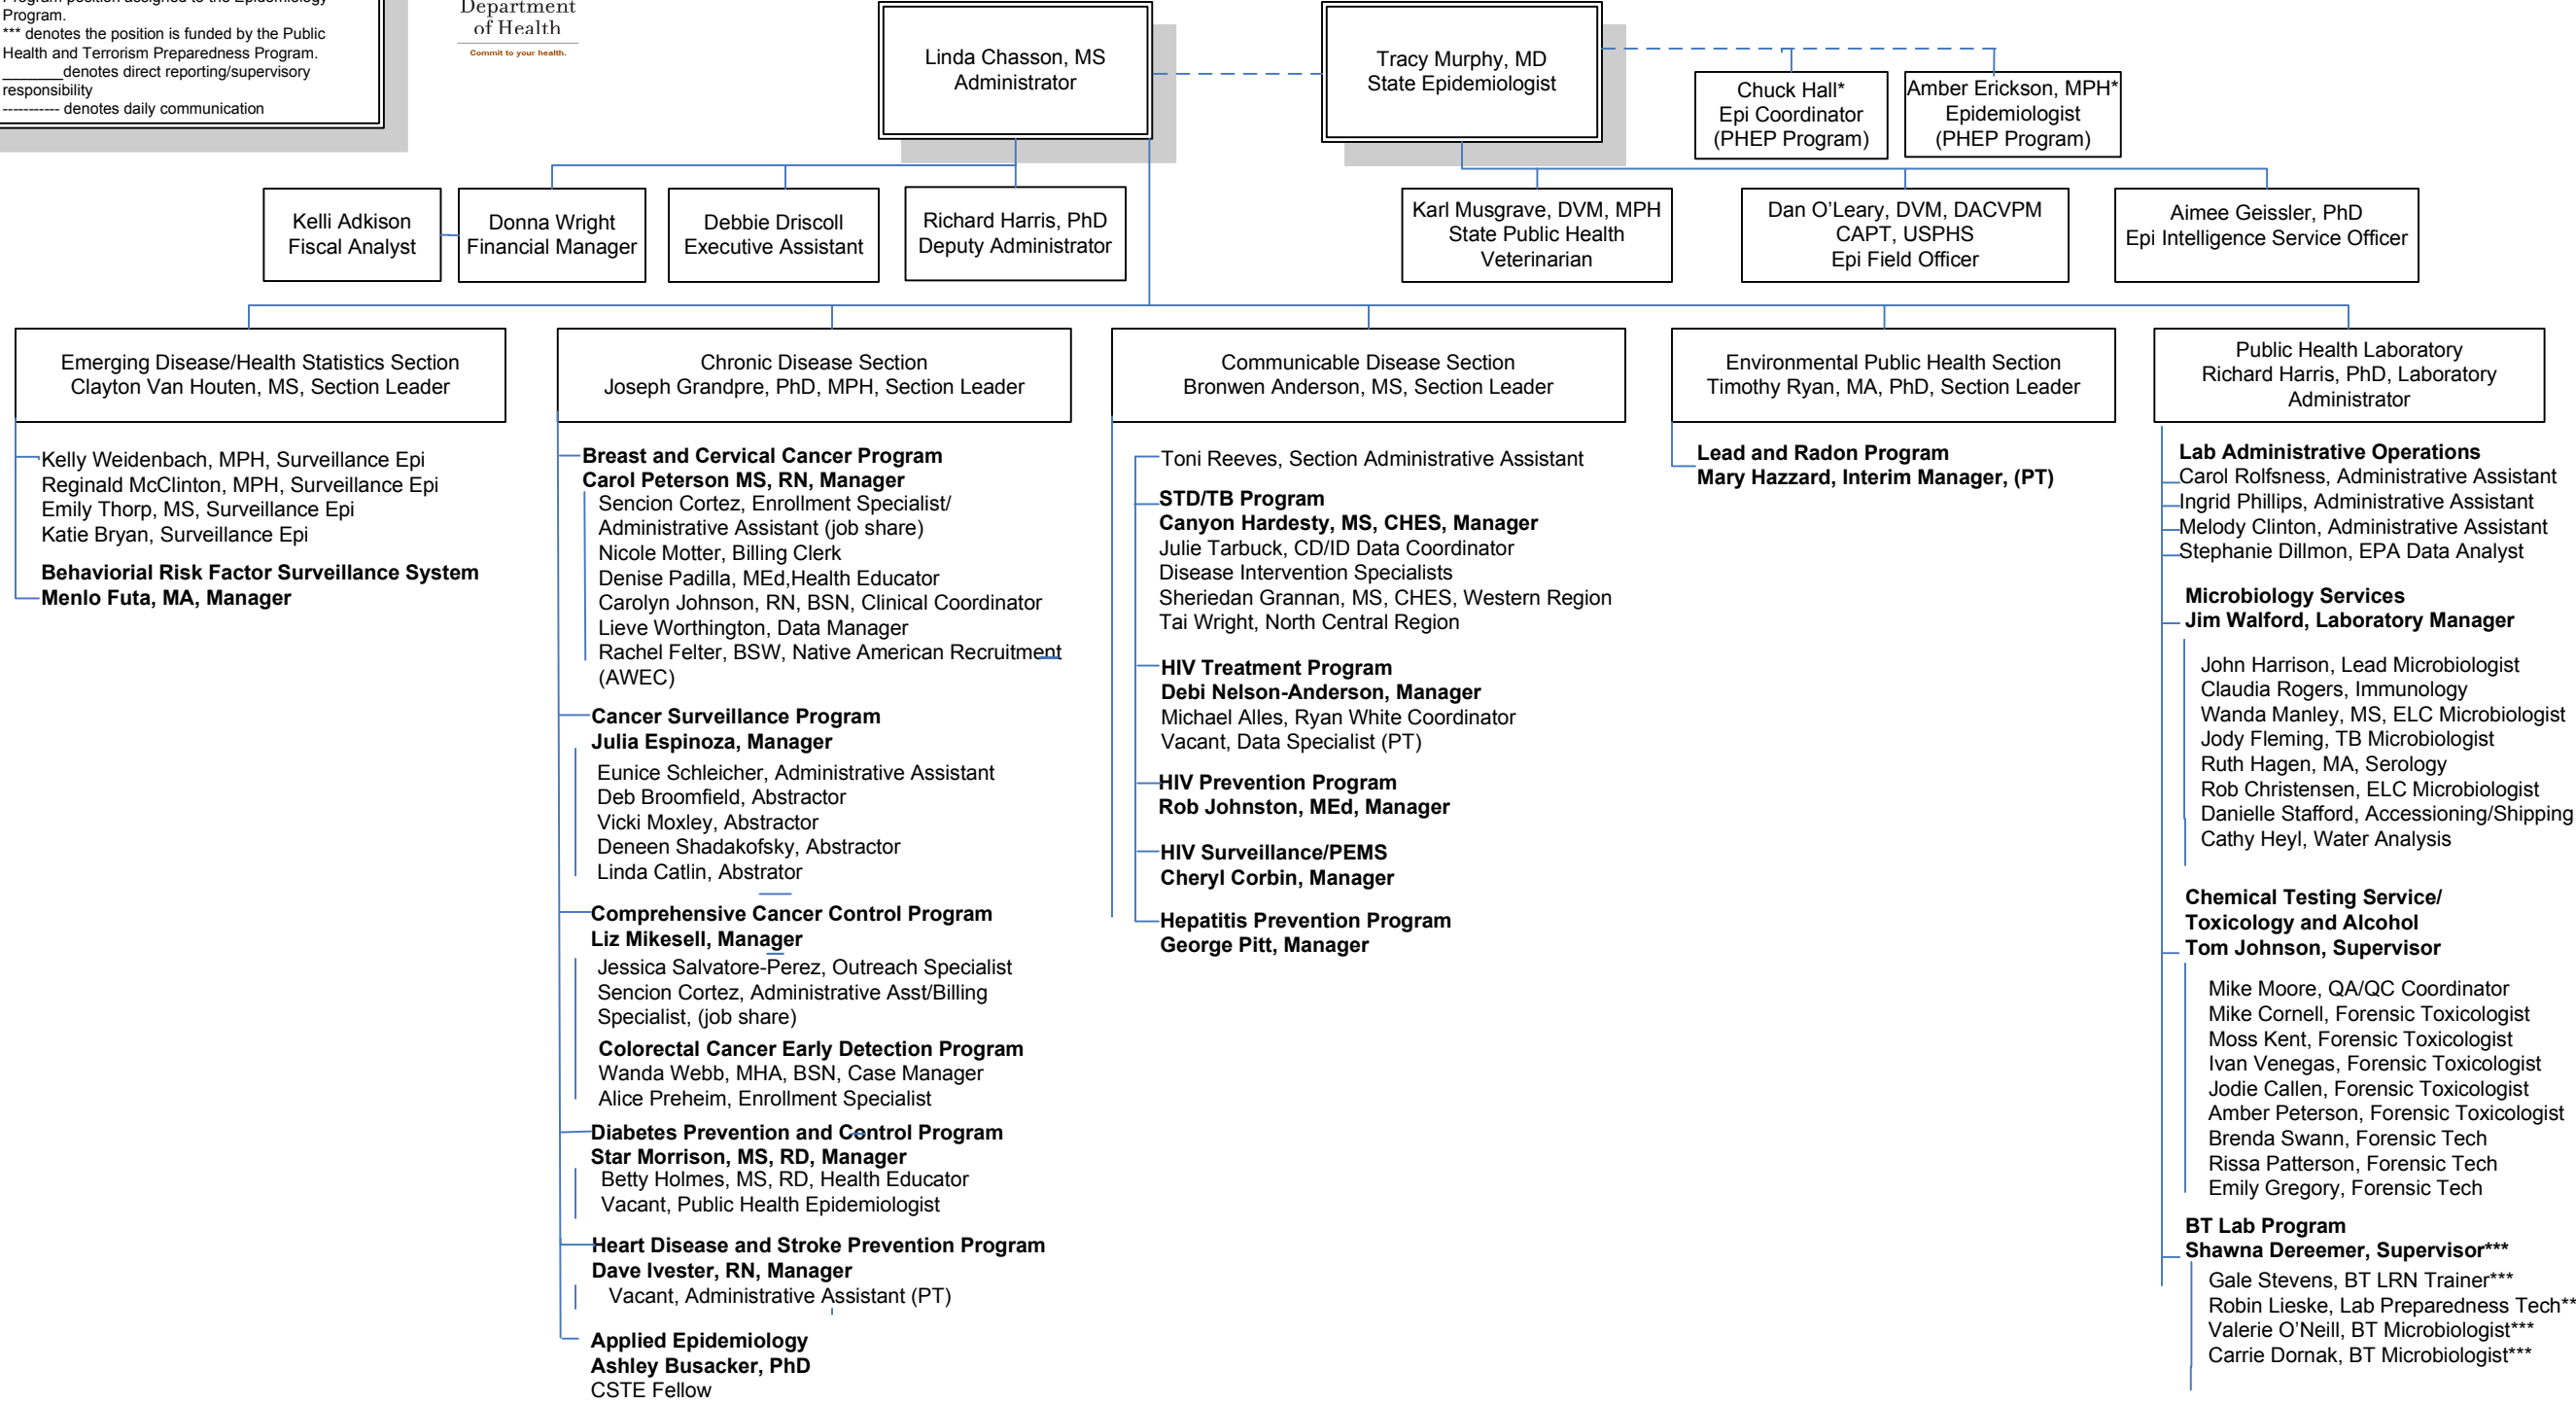 Program.
*** denotes the position is funded by the Public
Health and Terrorism Preparedness Program.
_______denotes direct reporting/supervisory
responsibility
----------- denotes daily communication
Department
of Health
Commit to your health.
Linda Chasson, MS
Administrator
Tracy Murphy, MD
State Epidemiologist
Chuck Hall*
Epi Coordinator
(PHEP Program)
Amber Erickson, MPH*
Epidemiologist
(PHEP Program)
Kelli Adkison
Fiscal Analyst
Donna Wright
Financial Manager
Debbie Driscoll
Executive Assistant
Richard Harris, PhD
Deputy Administrator
Karl Musgrave, DVM, MPH
State Public Health
Veterinarian
Dan O’Leary, DVM, DACVPM
CAPT, USPHS
Epi Field Officer
Aimee Geissler, PhD
Epi Intelligence Service Officer
Emerging Disease/Health Statistics Section
Clayton Van Houten, MS, Section Leader
Kelly Weidenbach, MPH, Surveillance Epi
Reginald McClinton, MPH, Surveillance Epi
Emily Thorp, MS, Surveillance Epi
Katie Bryan, Surveillance Epi
Behaviorial Risk Factor Surveillance System
Menlo Futa, MA, Manager
Chronic Disease Section
Joseph Grandpre, PhD, MPH, Section Leader
Breast and Cervical Cancer Program
Carol Peterson MS, RN, Manager
Sencion Cortez, Enrollment Specialist/
Administrative Assistant (job share)
Nicole Motter, Billing Clerk
Denise Padilla, MEd,Health Educator
Carolyn Johnson, RN, BSN, Clinical Coordinator
Lieve Worthington, Data Manager
Rachel Felter, BSW, Native American Recruitment
(AWEC)
Cancer Surveillance Program
Julia Espinoza, Manager
Eunice Schleicher, Administrative Assistant
Deb Broomfield, Abstractor
Vicki Moxley, Abstractor
Deneen Shadakofsky, Abstractor
Linda Catlin, Abstrator
Comprehensive Cancer Control Program
Liz Mikesell, Manager
Jessica Salvatore-Perez, Outreach Specialist
Sencion Cortez, Administrative Asst/Billing
Specialist, (job share)
Colorectal Cancer Early Detection Program
Wanda Webb, MHA, BSN, Case Manager
Alice Preheim, Enrollment Specialist
Diabetes Prevention and Control Program
Star Morrison, MS, RD, Manager
Betty Holmes, MS, RD, Health Educator
Vacant, Public Health Epidemiologist
Heart Disease and Stroke Prevention Program
Dave Ivester, RN, Manager
Vacant, Administrative Assistant (PT)
Applied Epidemiology
Ashley Busacker, PhD
CSTE Fellow
Communicable Disease Section
Bronwen Anderson, MS, Section Leader
Toni Reeves, Section Administrative Assistant
STD/TB Program
Canyon Hardesty, MS, CHES, Manager
Julie Tarbuck, CD/ID Data Coordinator
Disease Intervention Specialists
Sheriedan Grannan, MS, CHES, Western Region
Tai Wright, North Central Region
HIV Treatment Program
Debi Nelson-Anderson, Manager
Michael Alles, Ryan White Coordinator
Vacant, Data Specialist (PT)
HIV Prevention Program
Rob Johnston, MEd, Manager
HIV Surveillance/PEMS
Cheryl Corbin, Manager
Hepatitis Prevention Program
George Pitt, Manager
Environmental Public Health Section
Timothy Ryan, MA, PhD, Section Leader
Lead and Radon Program
Mary Hazzard, Interim Manager, (PT)
Public Health Laboratory
Richard Harris, PhD, Laboratory
Administrator
Lab Administrative Operations
Carol Rolfsness, Administrative Assistant
Ingrid Phillips, Administrative Assistant
Melody Clinton, Administrative Assistant
Stephanie Dillmon, EPA Data Analyst
Microbiology Services
Jim Walford, Laboratory Manager
John Harrison, Lead Microbiologist
Claudia Rogers, Immunology
Wanda Manley, MS, ELC Microbiologist
Jody Fleming, TB Microbiologist
Ruth Hagen, MA, Serology
Rob Christensen, ELC Microbiologist
Danielle Stafford, Accessioning/Shipping
Cathy Heyl, Water Analysis
Chemical Testing Service/
Toxicology and Alcohol
Tom Johnson, Supervisor
Mike Moore, QA/QC Coordinator
Mike Cornell, Forensic Toxicologist
Moss Kent, Forensic Toxicologist
Ivan Venegas, Forensic Toxicologist
Jodie Callen, Forensic Toxicologist
Amber Peterson, Forensic Toxicologist
Brenda Swann, Forensic Tech
Rissa Patterson, Forensic Tech
Emily Gregory, Forensic Tech
BT Lab Program
Shawna Dereemer, Supervisor***
Gale Stevens, BT LRN Trainer***
Robin Lieske, Lab Preparedness Tech**
Valerie O’Neill, BT Microbiologist***
Carrie Dornak, BT Microbiologist***